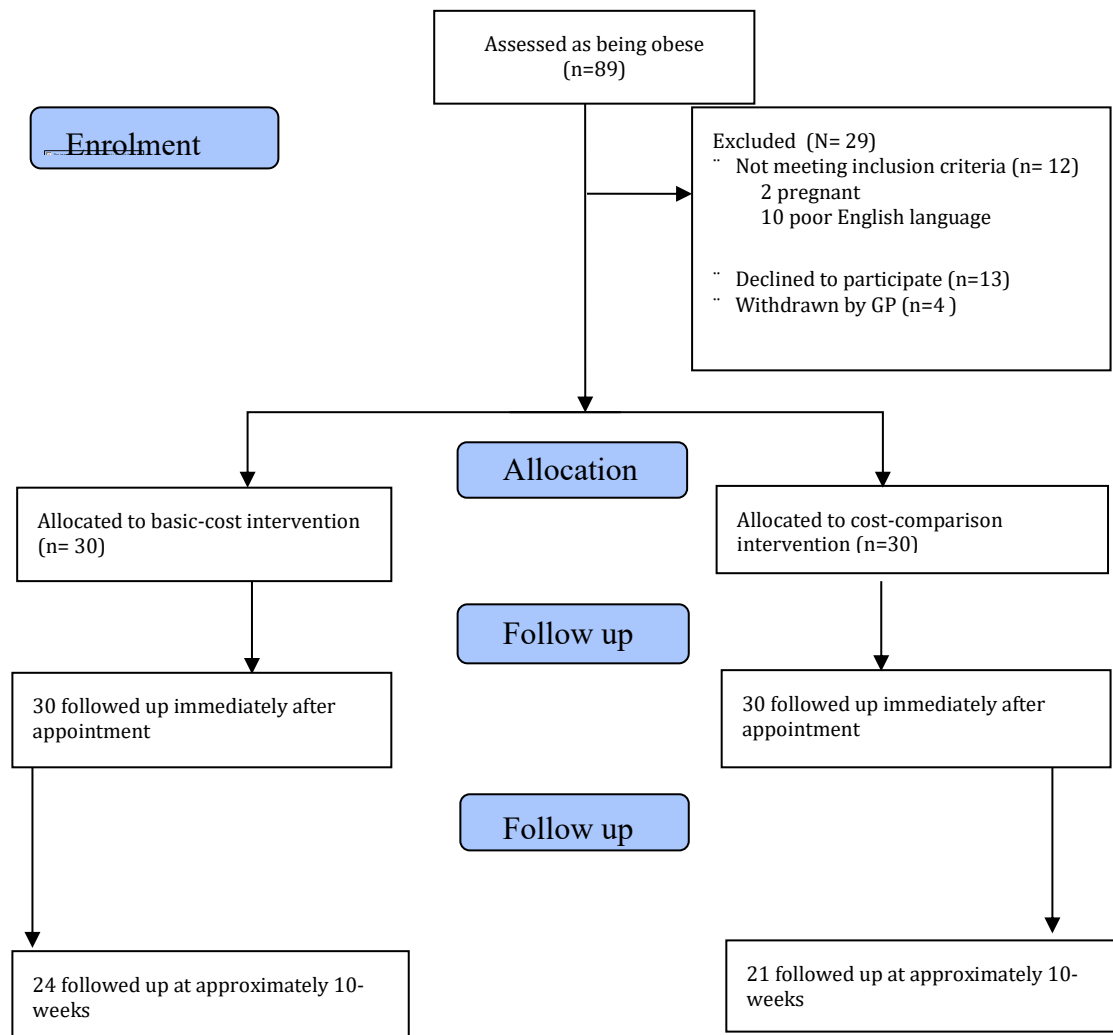 Assessed as being obese
(n=89)
Enrolment
Excluded (N= 29)
¨ Not meeting inclusion criteria (n= 12)
2 pregnant
10 poor English language
¨ Declined to participate (n=13)
¨ Withdrawn by GP (n=4 )
Allocation
Allocated to basic-cost intervention
(n= 30)
Allocated to cost-comparison
intervention (n=30)
Follow up
30 followed up immediately after
appointment
30 followed up immediately after
appointment
Follow up
24 followed up at approximately 10-
weeks
21 followed up at approximately 10-
weeks